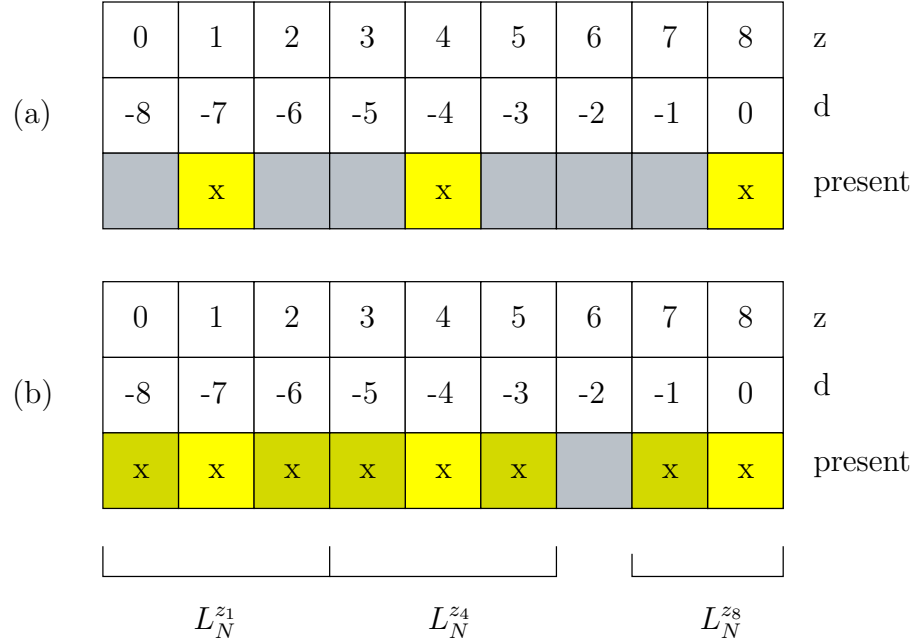 0 1 2 3 4 5 6 7 8 z
(a) -8 -7 -6 -5 -4 -3 -2 -1 0 d
x x x present
0 1 2 3 4 5 6 7 8 z
(b) -8 -7 -6 -5 -4 -3 -2 -1 0 d
x x x x x x x x present
L_N^{z_1} L_N^{z_4} L_N^{z_8}